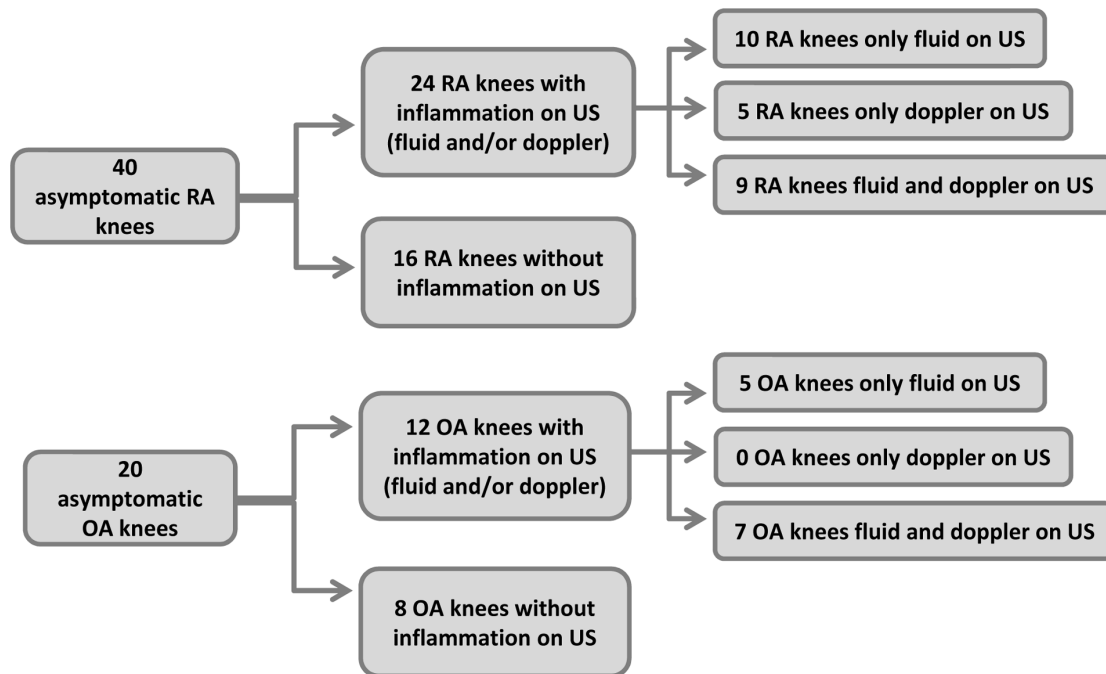 40
asymptomatic RA
knees
24 RA knees with
inflammation on US
(fluid and/or doppler)
16 RA knees without
inflammation on US
10 RA knees only fluid on US
5 RA knees only doppler on US
9 RA knees fluid and doppler on US
20
asymptomatic
OA knees
12 OA knees with
inflammation on US
(fluid and/or doppler)
8 OA knees without
inflammation on US
5 OA knees only fluid on US
0 OA knees only doppler on US
7 OA knees fluid and doppler on US